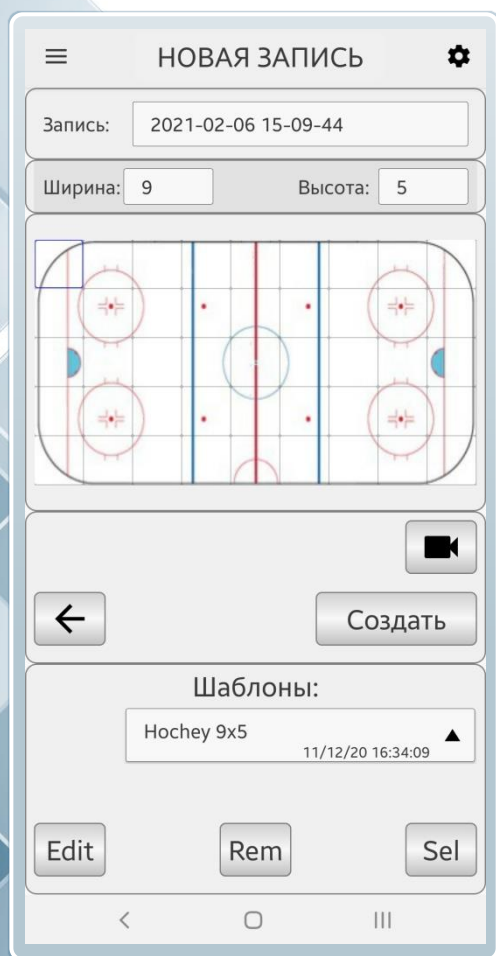 НОВАЯ ЗАПИСЬ
Запись: 2021-02-06 15-09-44
Ширина: 9 Высота: 5
Создать
Шаблоны:
Hochey 9x5
11/12/20 16:34:09
Edit Rem Sel